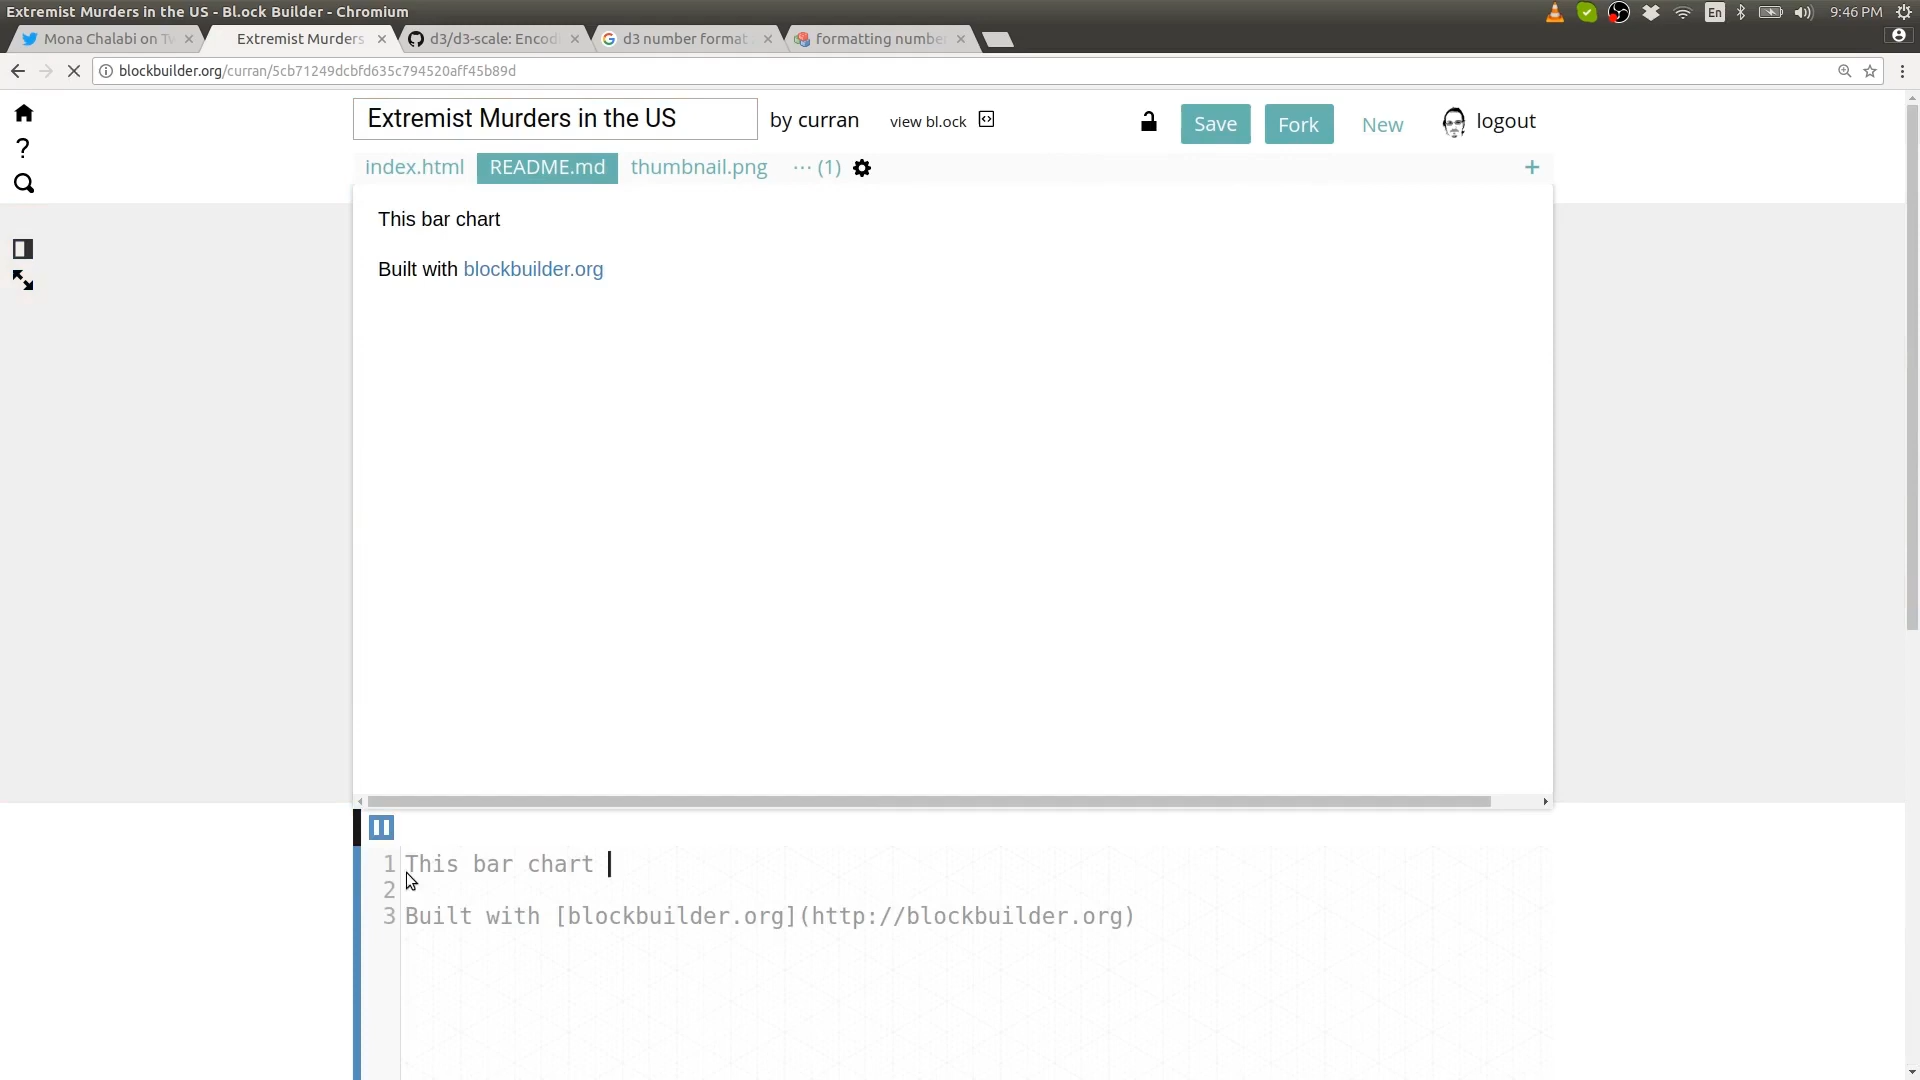 Extremist Murders in the US - Bl.ock Builder - Chromium
En
9:46 PM
Mona Chalabi on Tw
Extremist Murders
d3/d3-scale: Encod
d3 number format
formatting number
blockbuilder.org/curran/5cb71249dcbfd635c794520aff45b89d
Extremist Murders in the US
by curran
view bl.ock
Save
Fork
New
logout
index.html
README.md
thumbnail.png
··· (1)
+
?
This bar chart
Built with blockbuilder.org
1 This bar chart
2
3 Built with [blockbuilder.org](http://blockbuilder.org)